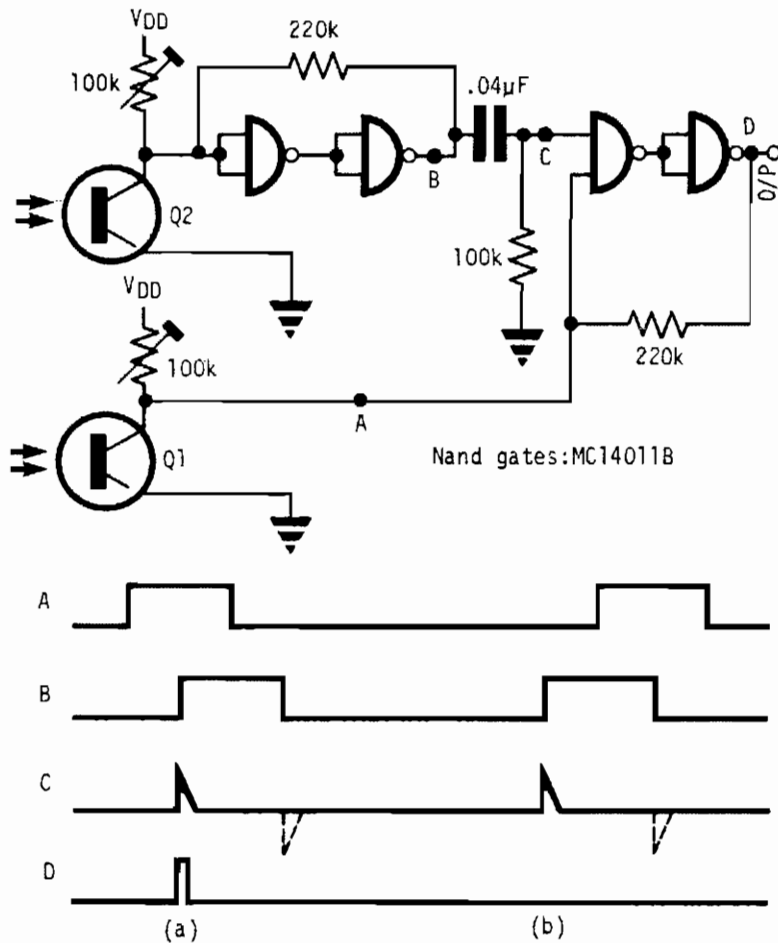 VDD
220k
100k
.04µF
D
B
C
O/P
Q2
100k
VDD
220k
100k
A
Q1
Nand gates:MC14011B
A
B
C
D
(a) (b)